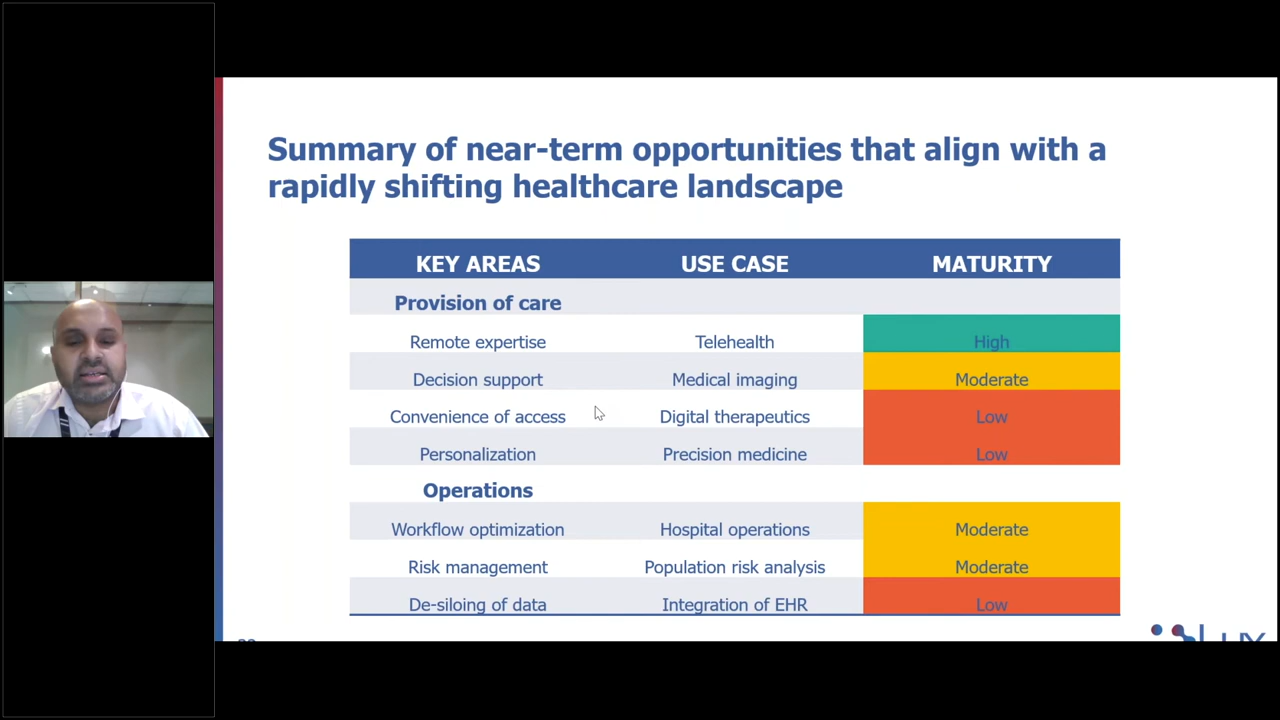 Summary of near-term opportunities that align with a
rapidly shifting healthcare landscape
KEY AREAS USE CASE MATURITY
Provision of care
Remote expertise Telehealth High
Decision support Medical imaging Moderate
Convenience of access Digital therapeutics Low
Personalization Precision medicine Low
Operations
Workflow optimization Hospital operations Moderate
Risk management Population risk analysis Moderate
De-siloing of data Integration of EHR Low